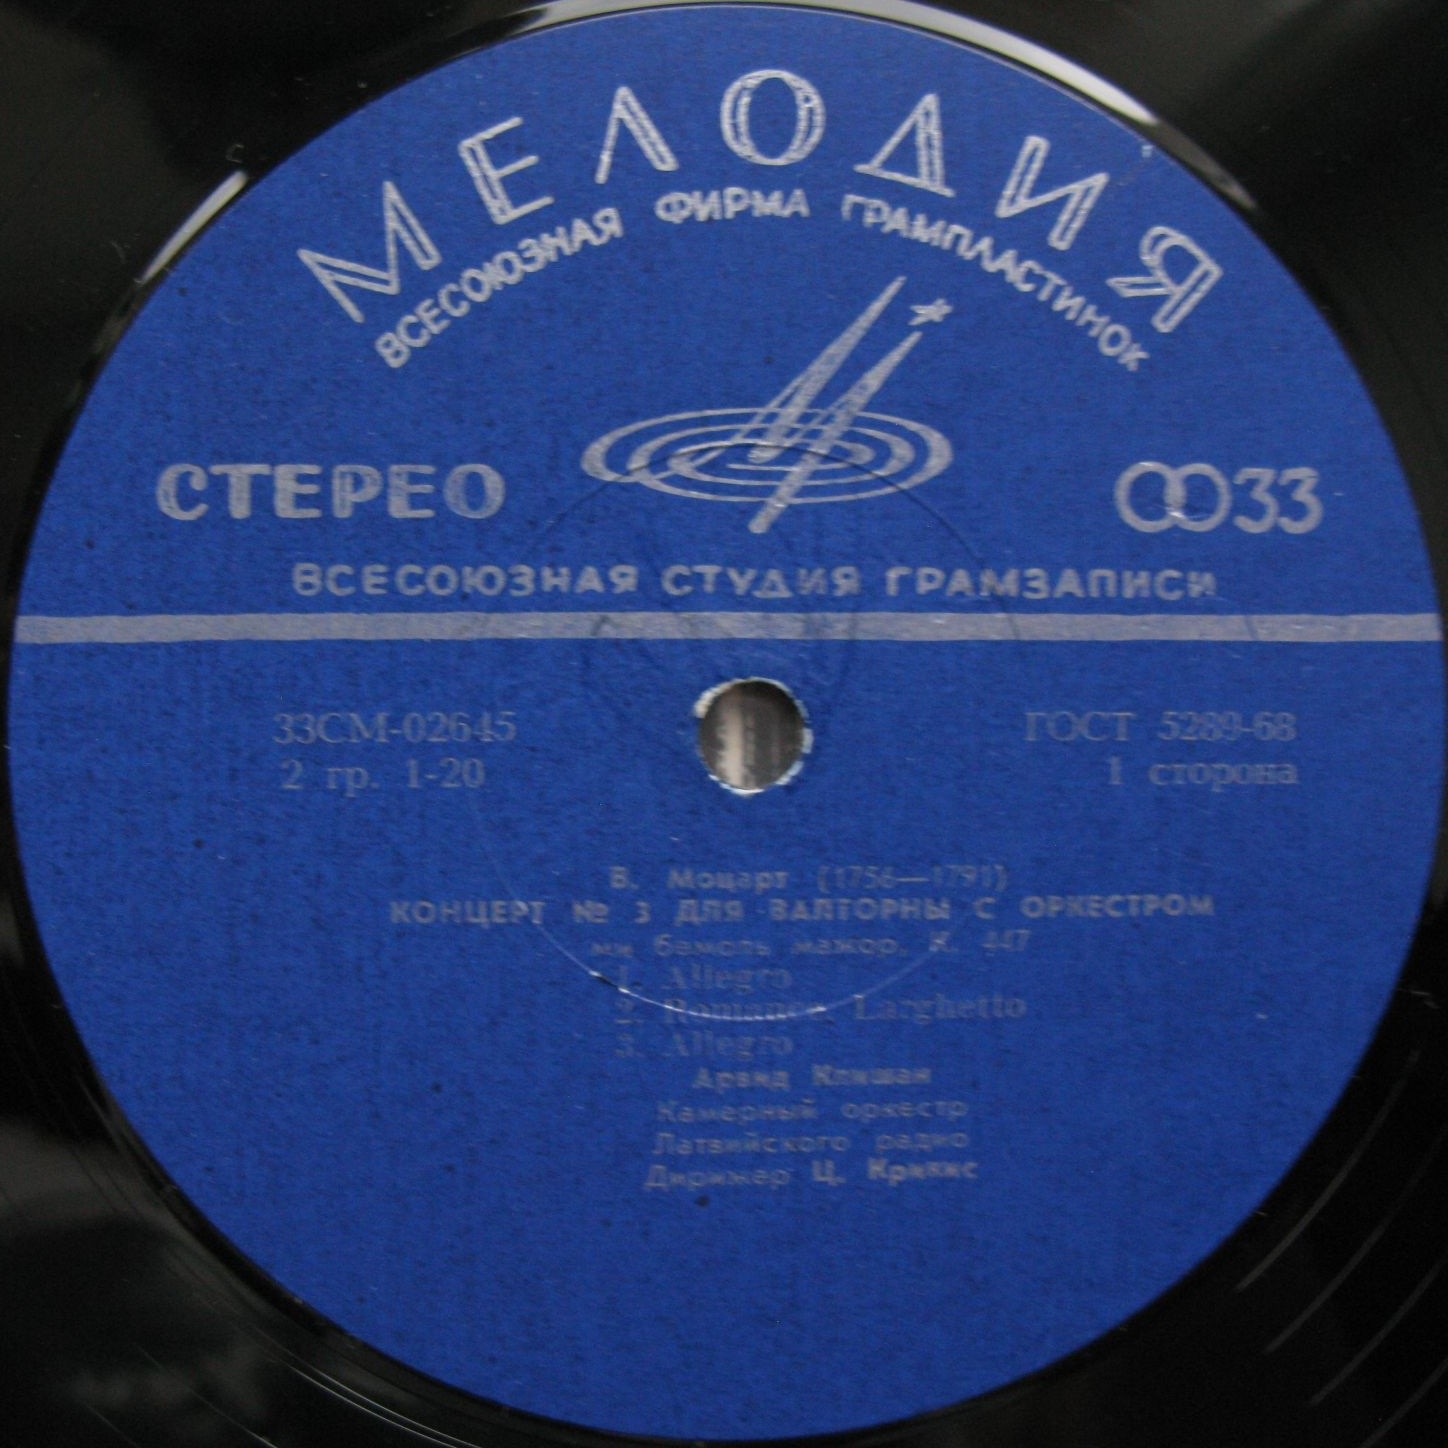 МЕЛОДИЯ
ВСЕСОЮЗНАЯ ФИРМА ГРАМПЛАСТИНОК
СТЕРЕО
33
ВСЕСОЮЗНАЯ СТУДИЯ ГРАМЗАПИСИ
33СМ-02645
ГОСТ 5289-68
2 гр. 1-20
1 сторона
В. Моцарт (1756—1791)
КОНЦЕРТ № 3 ДЛЯ ВАЛТОРНЫ С ОРКЕСТРОМ
ми бемоль мажор, К. 447
1. Allegro
2. Romance. Larghetto
3. Allegro
Арвид Клишан
Камерный оркестр
Латвийского радио
Дирижер Ц. Крикис